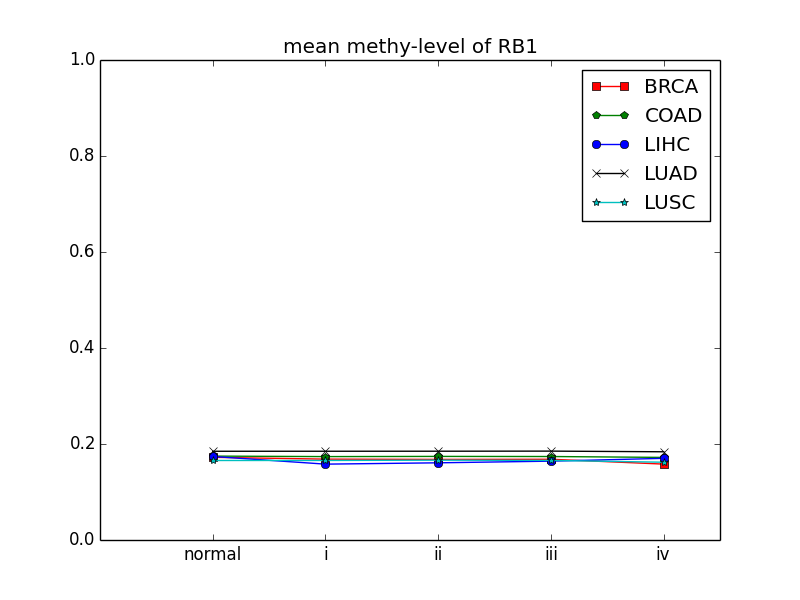 mean methy-level of RB1
1.0
0.8
0.6
0.4
0.2
0.0
normal i ii iii iv
BRCA
COAD
LIHC
LUAD
LUSC